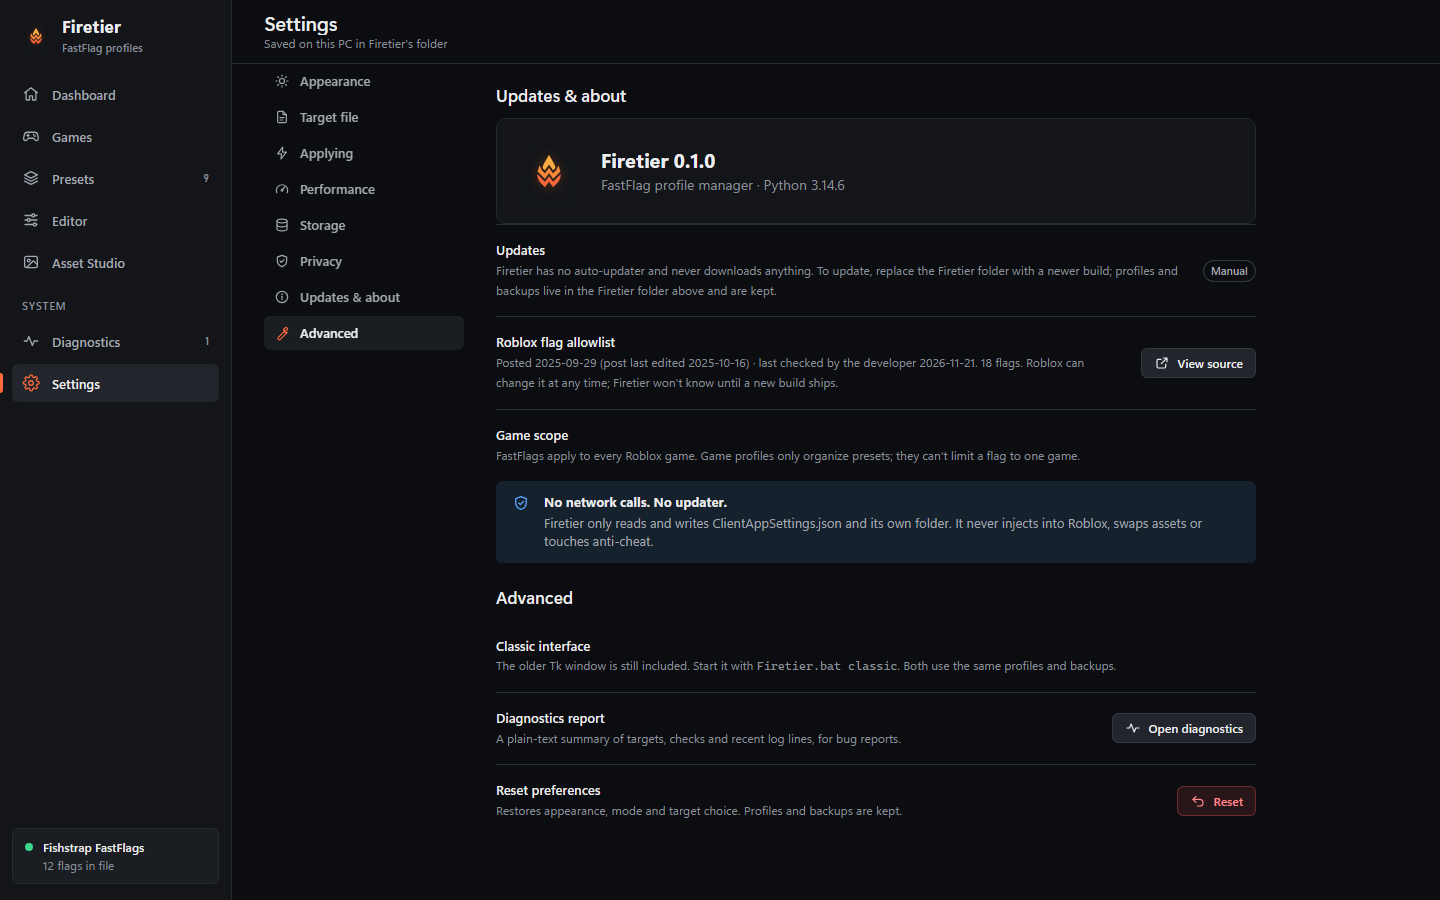 Firetier
FastFlag profiles
Dashboard
Games
Presets 9
Editor
Asset Studio
SYSTEM
Diagnostics 1
Settings
Fishstrap FastFlags
12 flags in file
Settings
Saved on this PC in Firetier's folder
Appearance
Target file
Applying
Performance
Storage
Privacy
Updates & about
Advanced
Updates & about
Firetier 0.1.0
FastFlag profile manager · Python 3.14.6
Updates
Firetier has no auto-updater and never downloads anything. To update, replace the Firetier folder with a newer build; profiles and
backups live in the Firetier folder above and are kept.
Manual
Roblox flag allowlist
Posted 2025-09-29 (post last edited 2025-10-16) · last checked by the developer 2026-11-21. 18 flags. Roblox can
change it at any time; Firetier won't know until a new build ships.
View source
Game scope
FastFlags apply to every Roblox game. Game profiles only organize presets; they can't limit a flag to one game.
No network calls. No updater.
Firetier only reads and writes ClientAppSettings.json and its own folder. It never injects into Roblox, swaps assets or
touches anti-cheat.
Advanced
Classic interface
The older Tk window is still included. Start it with Firetier.bat classic. Both use the same profiles and backups.
Diagnostics report
A plain-text summary of targets, checks and recent log lines, for bug reports.
Open diagnostics
Reset preferences
Restores appearance, mode and target choice. Profiles and backups are kept.
Reset